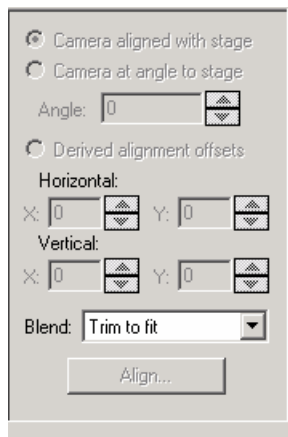 Camera aligned with stage
Camera at angle to stage
Angle: 0
Derived alignment offsets
Horizontal:
X: 0 Y: 0
Vertical:
X: 0 Y: 0
Blend: Trim to fit
Align...